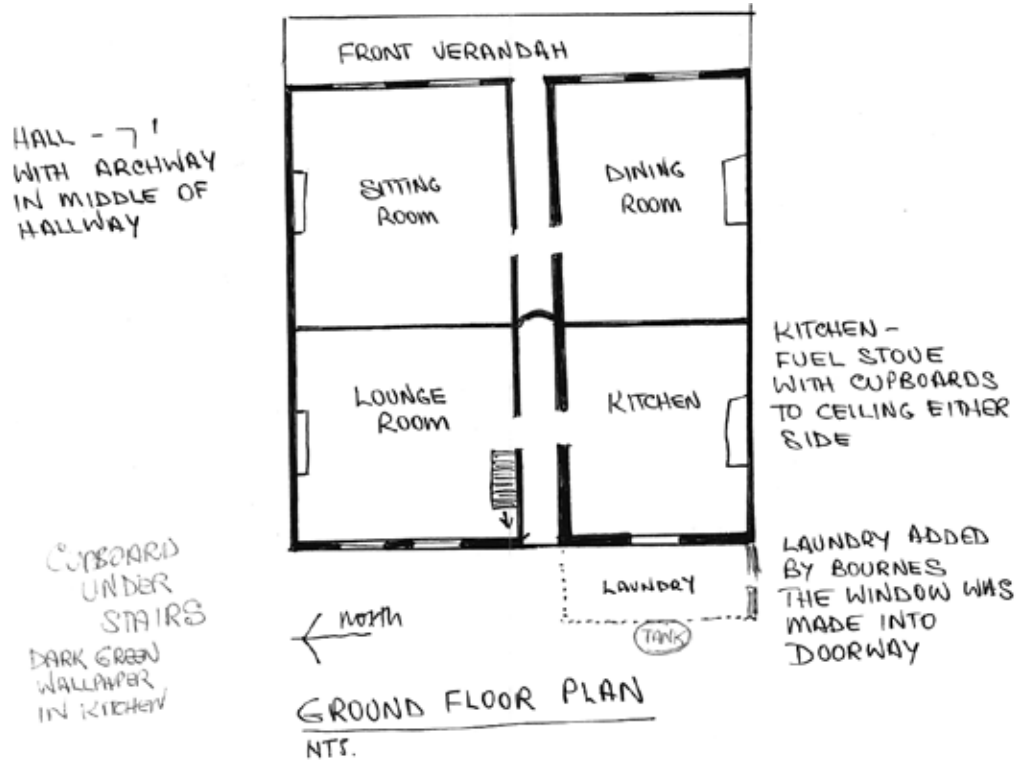 FRONT VERANDAH
HALL - 7'
WITH ARCHWAY
IN MIDDLE OF
HALLWAY
SITTING
ROOM
DINING
ROOM
LOUNGE
ROOM
KITCHEN
KITCHEN -
FUEL STOVE
WITH CUPBOARDS
TO CEILING EITHER
SIDE
CUPBOARD
UNDER
STAIRS
DARK GREEN
WALLPAPER
IN KITCHEN
north
LAUNDRY
TANK
LAUNDRY ADDED
BY BOURNES
THE WINDOW WAS
MADE INTO
DOORWAY
GROUND FLOOR PLAN
NTS.